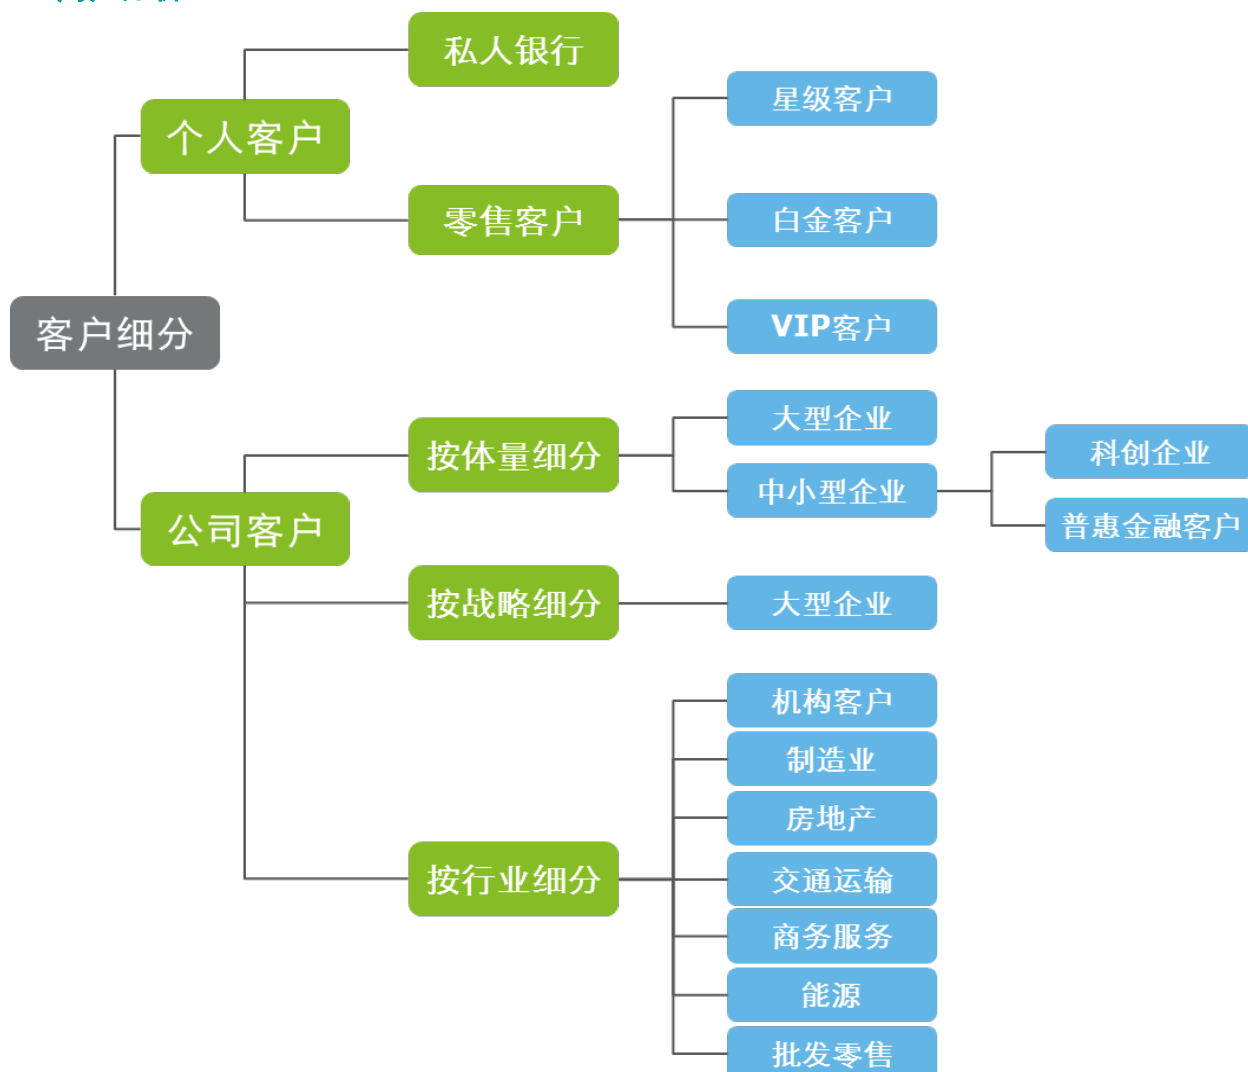 客户细分
个人客户
私人银行
零售客户
星级客户
白金客户
VIP客户
公司客户
按体量细分
大型企业
中小型企业
科创企业
普惠金融客户
按战略细分
大型企业
按行业细分
机构客户
制造业
房地产
交通运输
商务服务
能源
批发零售